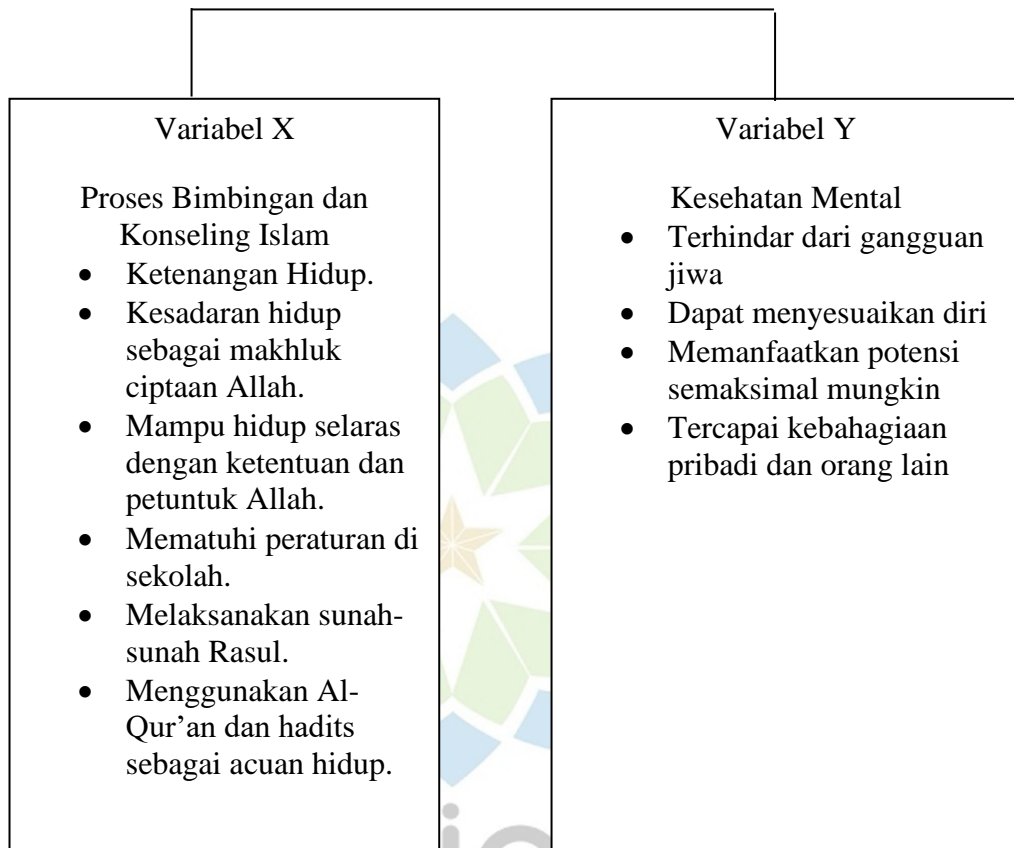 Variabel X
Proses Bimbingan dan
Konseling Islam
• Ketenangan Hidup.
• Kesadaran hidup
sebagai makhluk
ciptaan Allah.
• Mampu hidup selaras
dengan ketentuan dan
petuntuk Allah.
• Mematuhi peraturan di
sekolah.
• Melaksanakan sunah-
sunah Rasul.
• Menggunakan Al-
Qur’an dan hadits
sebagai acuan hidup.
Variabel Y
Kesehatan Mental
• Terhindar dari gangguan
jiwa
• Dapat menyesuaikan diri
• Memanfaatkan potensi
semaksimal mungkin
• Tercapai kebahagiaan
pribadi dan orang lain